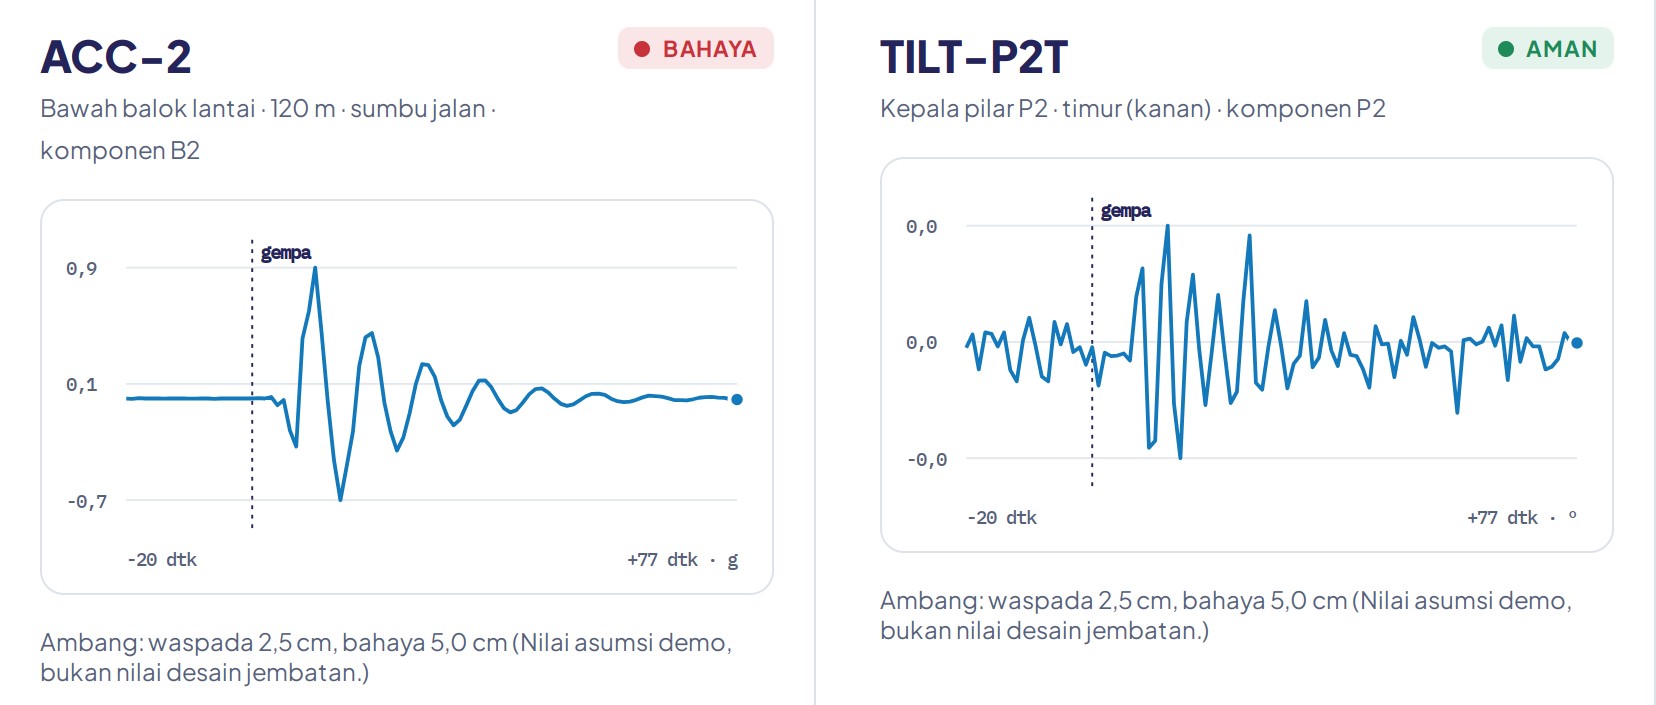 ACC-2
BAHAYA
Bawah balok lantai · 120 m · sumbu jalan ·
komponen B2
gempa
0,9
0,1
-0,7
-20 dtk
+77 dtk · g
Ambang: waspada 2,5 cm, bahaya 5,0 cm (Nilai asumsi demo,
bukan nilai desain jembatan.)
TILT-P2T
AMAN
Kepala pilar P2 · timur (kanan) · komponen P2
gempa
0,0
0,0
-0,0
-20 dtk
+77 dtk · °
Ambang: waspada 2,5 cm, bahaya 5,0 cm (Nilai asumsi demo,
bukan nilai desain jembatan.)